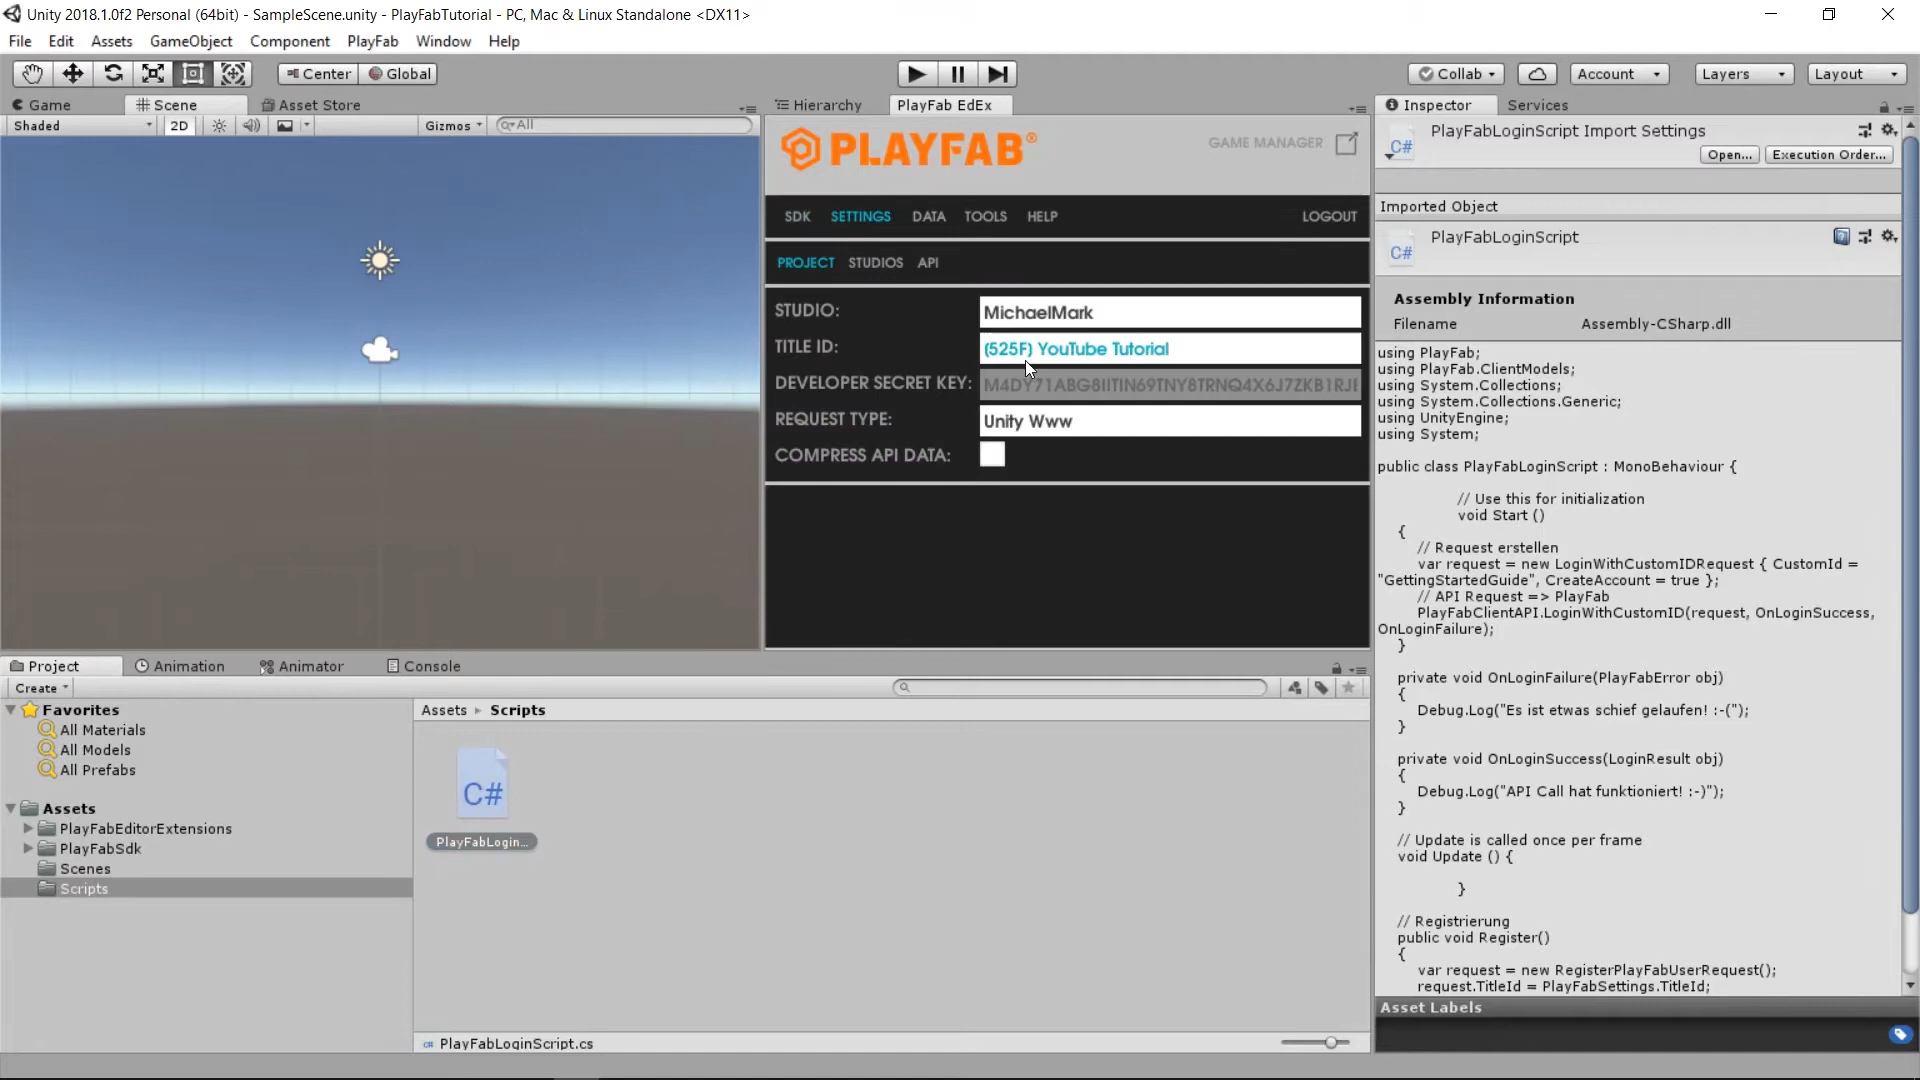 Unity 2018.1.0f2 Personal (64bit) - SampleScene.unity - PlayFabTutorial - PC, Mac & Linux Standalone <DX11>
File Edit Assets GameObject Component PlayFab Window Help
Center Global Collab Account Layers Layout
Game Scene Asset Store
Shaded 2D Gizmos All
Hierarchy PlayFab EdEx
PLAYFAB® GAME MANAGER
SDK SETTINGS DATA TOOLS HELP LOGOUT
PROJECT STUDIOS API
STUDIO: MichaelMark
TITLE ID: (525F) YouTube Tutorial
DEVELOPER SECRET KEY:
REQUEST TYPE: Unity Www
COMPRESS API DATA:
Inspector Services
C# PlayFabLoginScript Import Settings
Open... Execution Order...
Imported Object
C# PlayFabLoginScript
Assembly Information
Filename Assembly-CSharp.dll
using PlayFab;
using PlayFab.ClientModels;
using System.Collections;
using System.Collections.Generic;
using UnityEngine;
using System;
public class PlayFabLoginScript : MonoBehaviour {
// Use this for initialization
void Start ()
{
// Request erstellen
var request = new LoginWithCustomIDRequest { CustomId =
"GettingStartedGuide", CreateAccount = true };
// API Request => PlayFab
PlayFabClientAPI.LoginWithCustomID(request, OnLoginSuccess,
OnLoginFailure);
}
private void OnLoginFailure(PlayFabError obj)
{
Debug.Log("Es ist etwas schief gelaufen! :-(");
}
private void OnLoginSuccess(LoginResult obj)
{
Debug.Log("API Call hat funktioniert! :-)");
}
// Update is called once per frame
void Update () {
}
// Registrierung
public void Register()
{
var request = new RegisterPlayFabUserRequest();
request.TitleId = PlayFabSettings.TitleId;
Asset Labels
Project Animation Animator Console
Create
Favorites
All Materials
All Models
All Prefabs
Assets
PlayFabEditorExtensions
PlayFabSdk
Scenes
Scripts
Assets Scripts
C#
PlayFabLogin...
C# PlayFabLoginScript.cs